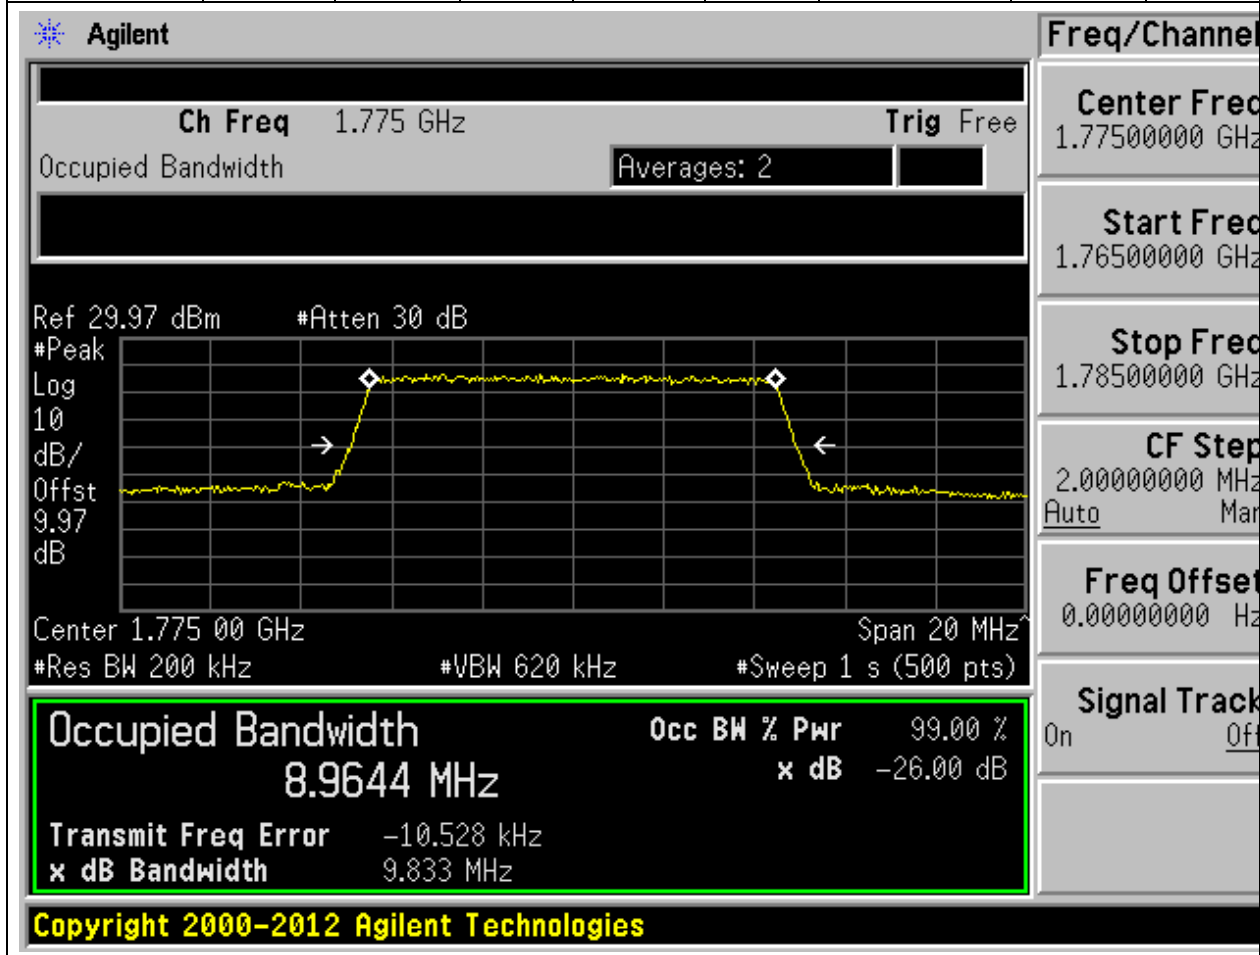 Agilent
Freq/Channel
Ch Freq 1.775 GHz Trig Free
Occupied Bandwidth Averages: 2
Ref 29.97 dBm #Atten 30 dB
#Peak
Log
10
dB/
Offst
9.97
dB
Center 1.775 00 GHz Span 20 MHz^
#Res BW 200 kHz #VBW 620 kHz #Sweep 1 s (500 pts)
Occupied Bandwidth
8.9644 MHz
Occ BW % Pwr 99.00 %
x dB -26.00 dB
Transmit Freq Error -10.528 kHz
x dB Bandwidth 9.833 MHz
Copyright 2000-2012 Agilent Technologies
Center Freq
1.77500000 GHz
Start Freq
1.76500000 GHz
Stop Freq
1.78500000 GHz
CF Step
2.00000000 MHz
Auto Man
Freq Offset
0.00000000 Hz
Signal Track
On Off